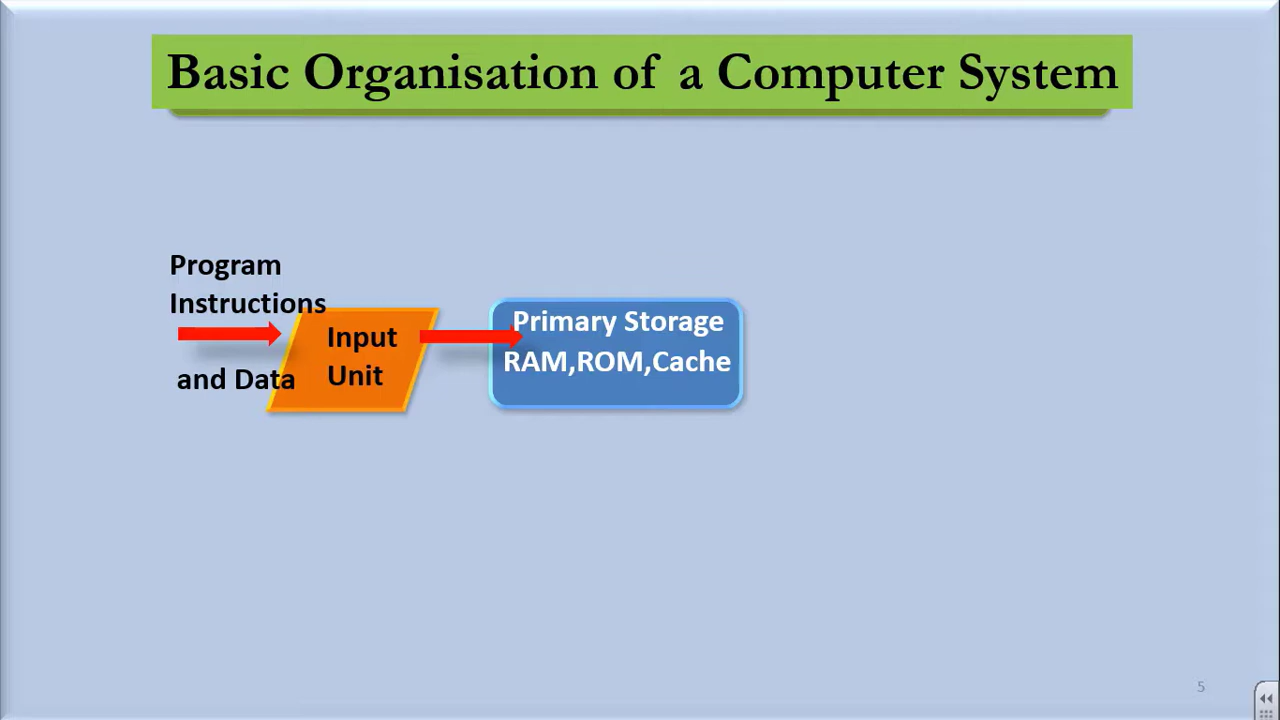 Basic Organisation of a Computer System
Program
Instructions
and Data
Input
Unit
Primary Storage
RAM,ROM,Cache
5